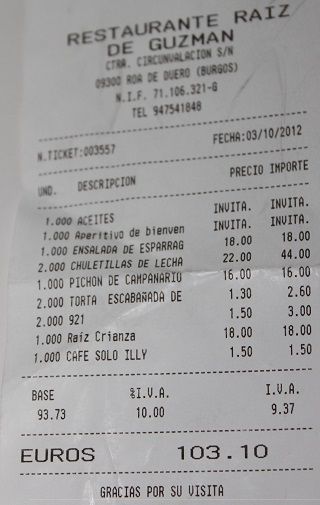 RESTAURANTE RAÍZ
DE GUZMAN
CTRA. CIRCUNVALACION S/N
09300 ROA DE DUERO (BURGOS)
N.I.F. 71.106.321-G
TEL 947541848
N.TICKET:003557 FECHA:03/10/2012
UND. DESCRIPCION PRECIO IMPORTE
1.000 ACEITES INVITA. INVITA.
1.000 Aperitivo de bienven INVITA. INVITA.
1.000 ENSALADA DE ESPARRAG 18.00 18.00
2.000 CHULETILLAS DE LECHA 22.00 44.00
1.000 PICHON DE CAMPANARIO 16.00 16.00
2.000 TORTA ESCABAÑADA DE 1.30 2.60
2.000 921 1.50 3.00
1.000 Raíz Crianza 18.00 18.00
1.000 CAFE SOLO ILLY 1.50 1.50
BASE %I.V.A. I.V.A.
93.73 10.00 9.37
EUROS 103.10
GRACIAS POR SU VISITA